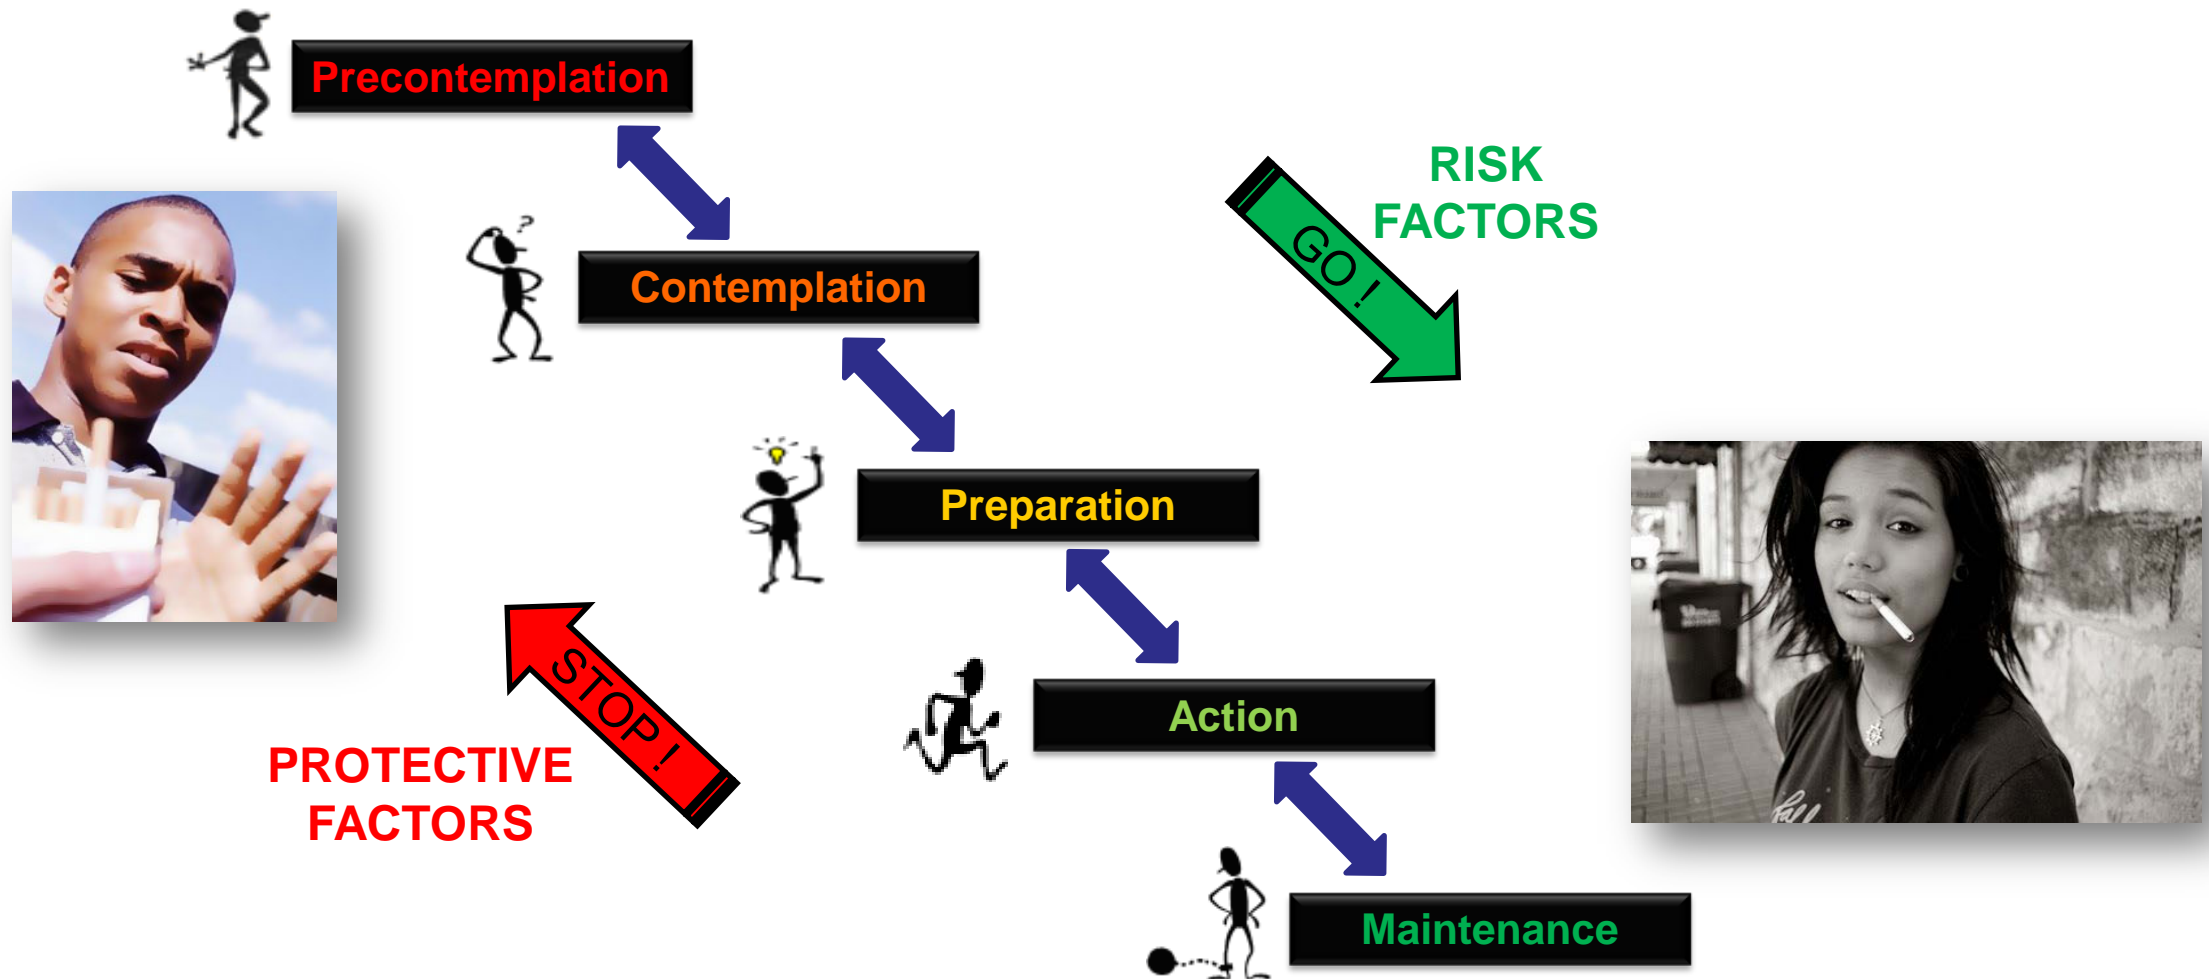 Precontemplation
RISK
FACTORS
GO !
?
Contemplation
Preparation
STOP !
Action
PROTECTIVE
FACTORS
Maintenance